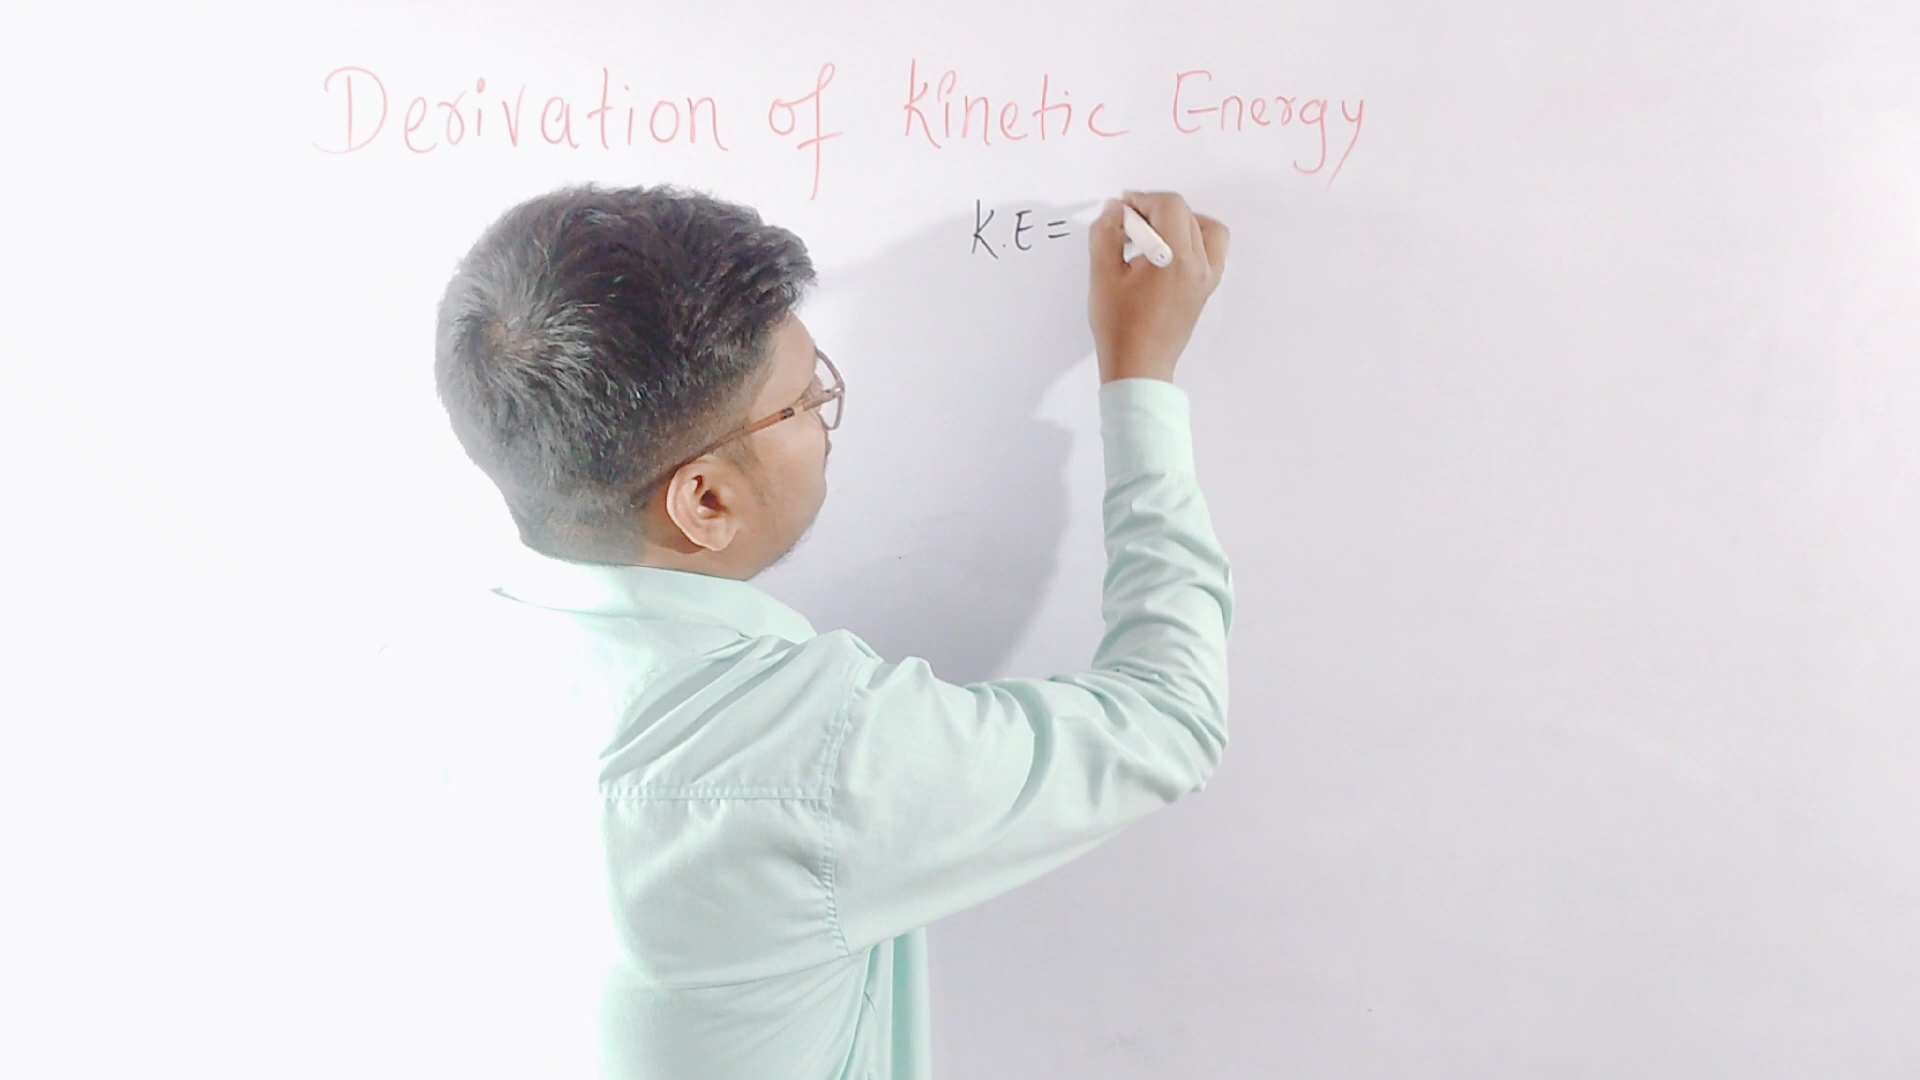 Derivation of Kinetic Energy
K.E =